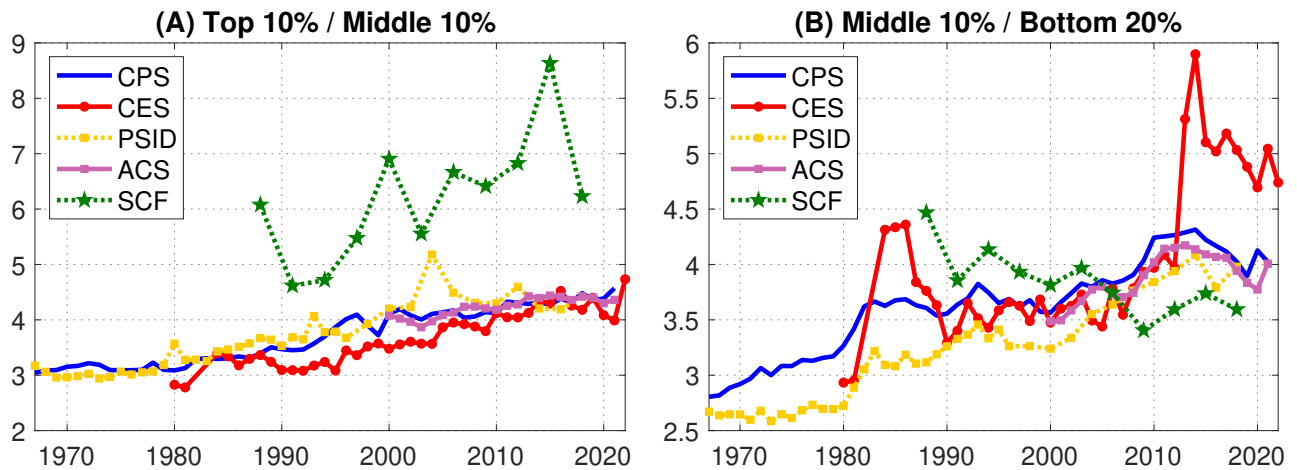 (A) Top 10% / Middle 10%
9
8
7
6
5
4
3
2
CPS
CES
PSID
ACS
SCF
1970 1980 1990 2000 2010 2020
(B) Middle 10% / Bottom 20%
6
5.5
5
4.5
4
3.5
3
2.5
CPS
CES
PSID
ACS
SCF
1970 1980 1990 2000 2010 2020